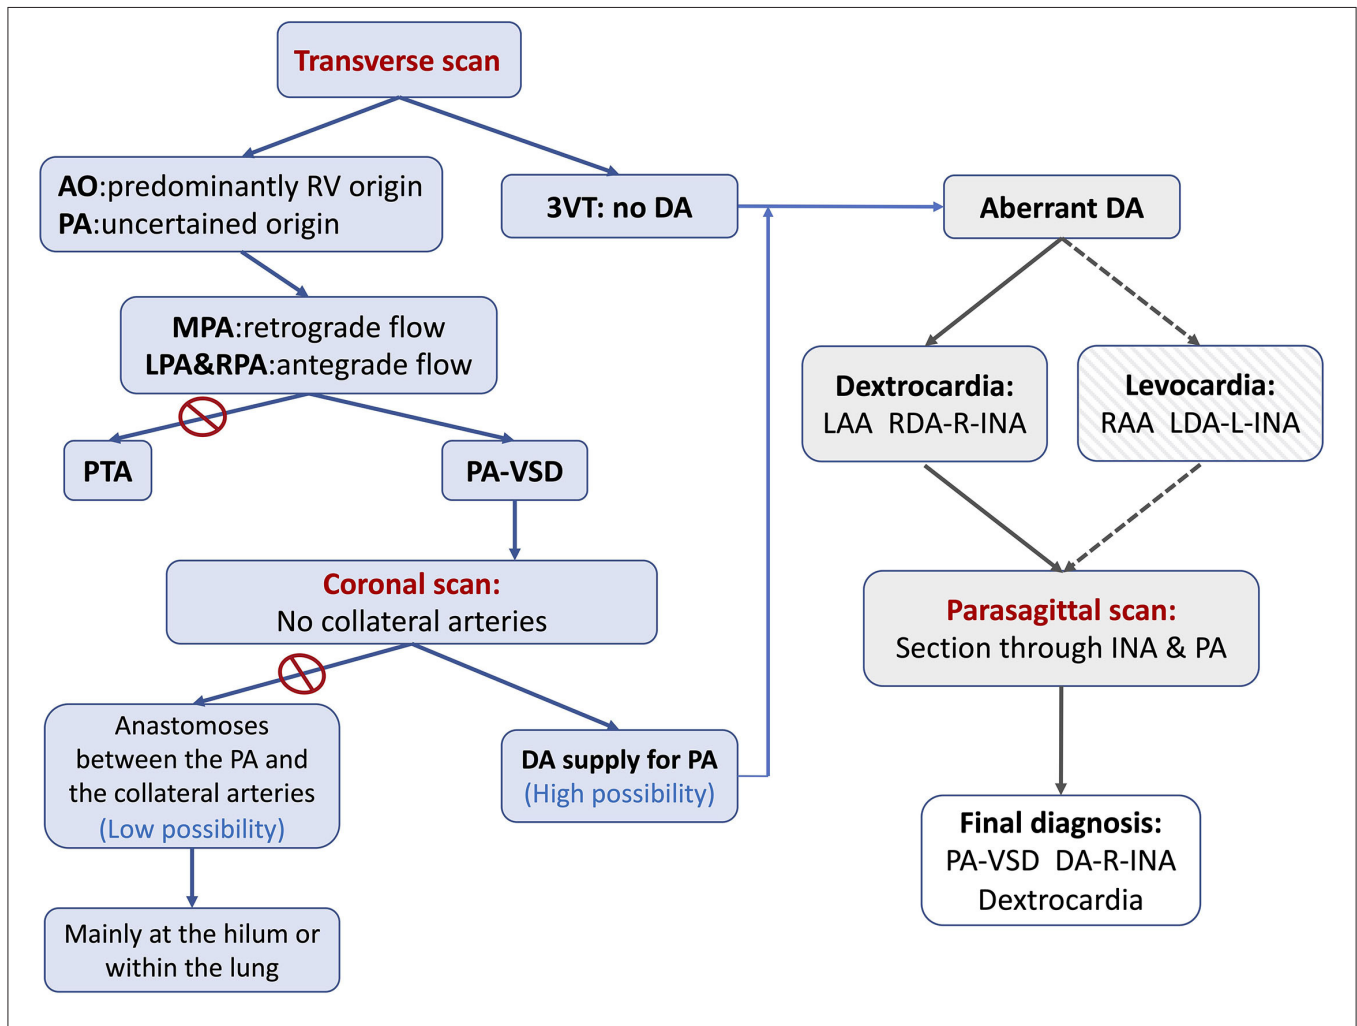 Transverse scan
AO:predominantly RV origin
PA:uncertained origin
3VT: no DA
Aberrant DA
MPA:retrograde flow
LPA&RPA:antegrade flow
Dextrocardia:
LAA RDA-R-INA
Levocardia:
RAA LDA-L-INA
PTA
PA-VSD
Coronal scan:
No collateral arteries
Parasagittal scan:
Section through INA & PA
Anastomoses
between the PA and
the collateral arteries
(Low possibility)
DA supply for PA
(High possibility)
Final diagnosis:
PA-VSD DA-R-INA
Dextrocardia
Mainly at the hilum or
within the lung